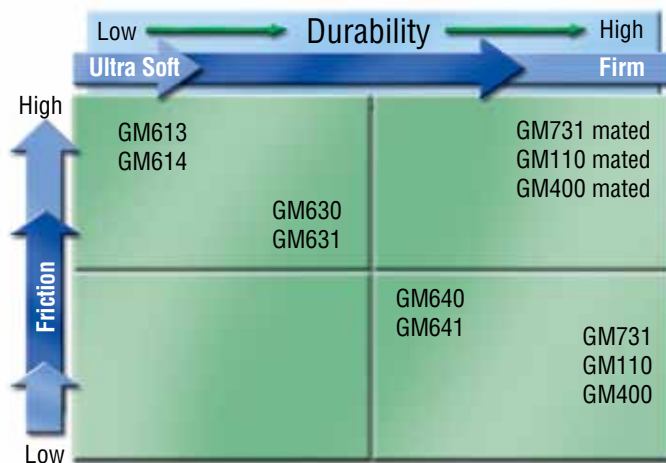 Low Durability High
Ultra Soft Firm
High
GM613
GM614
GM731 mated
GM110 mated
GM400 mated
GM630
GM631
Friction
GM640
GM641
GM731
GM110
GM400
Low